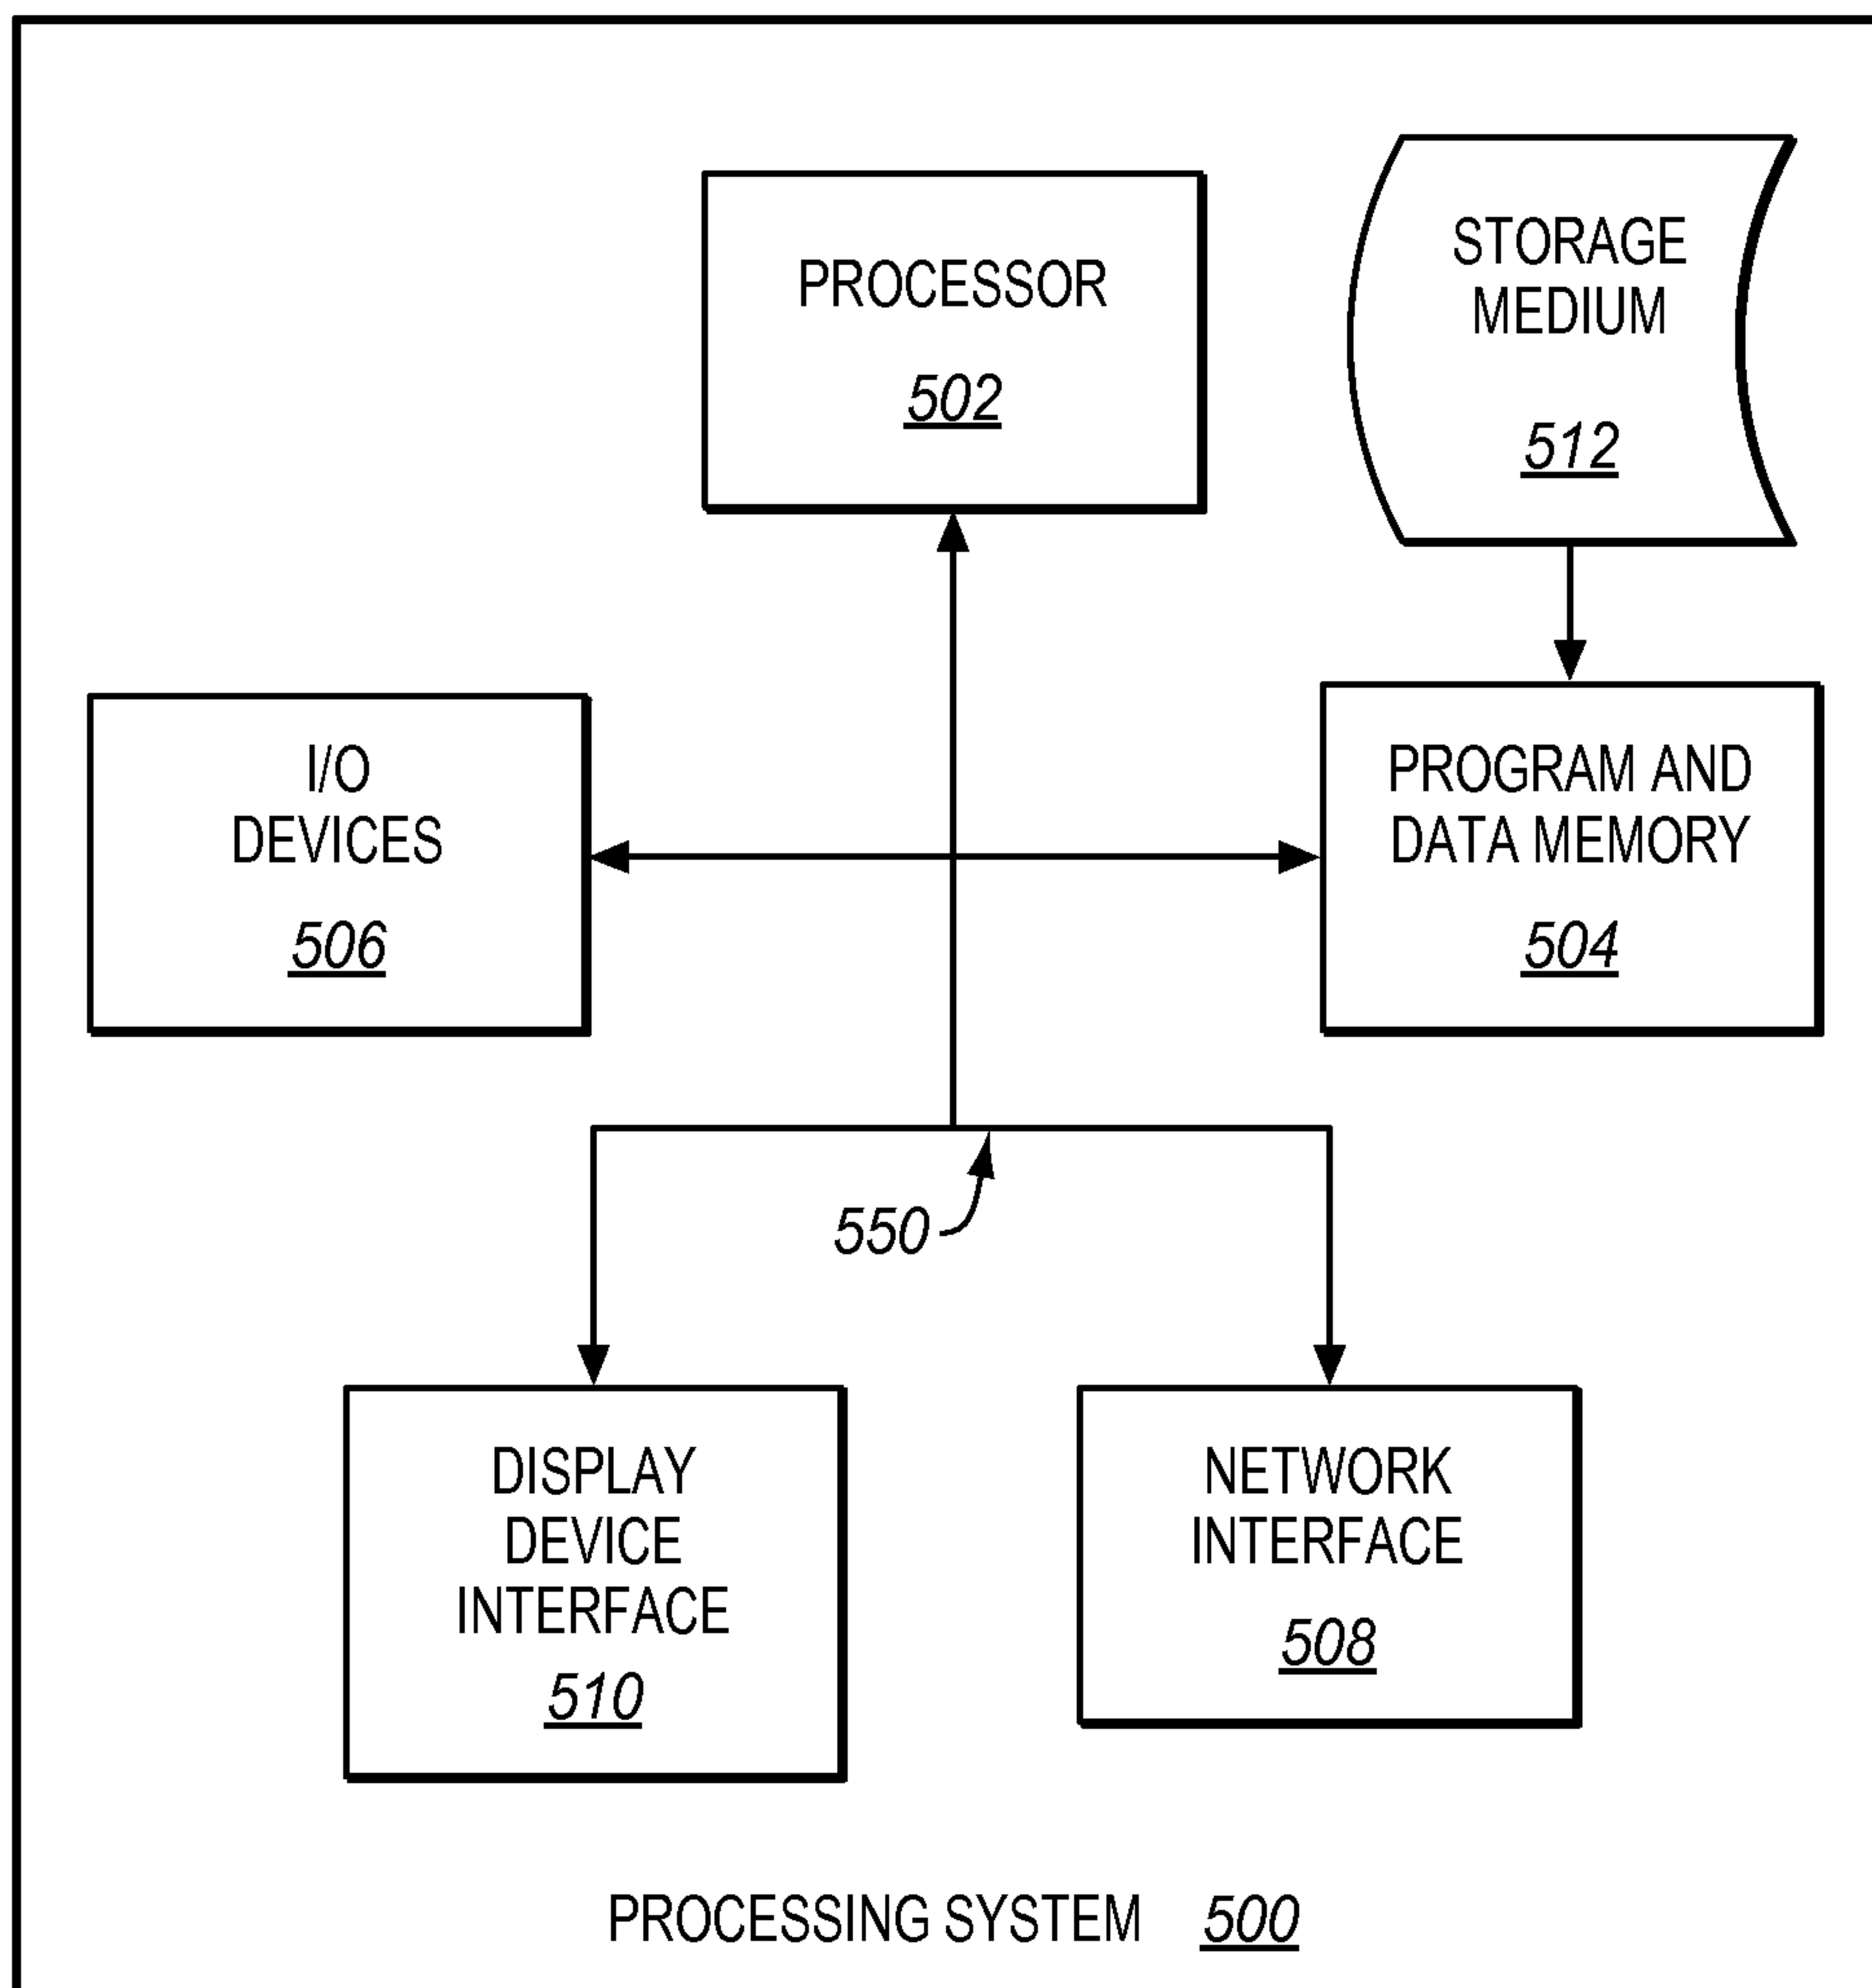 PROCESSOR
502
STORAGE
MEDIUM
512
I/O
DEVICES
506
PROGRAM AND
DATA MEMORY
504
550
DISPLAY
DEVICE
INTERFACE
510
NETWORK
INTERFACE
508
PROCESSING SYSTEM 500